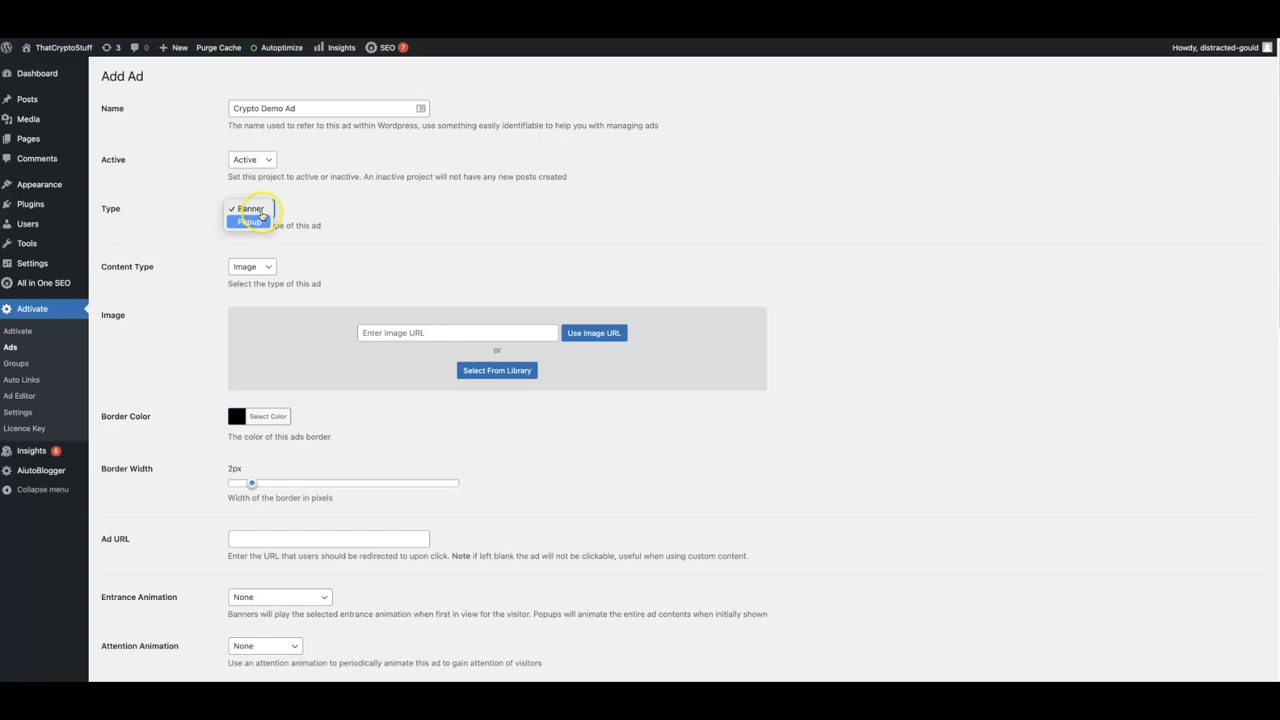 ThatCryptoStuff 3 0 New Purge Cache Autoptimize Insights SEO 7 Howdy, distracted-gould
Dashboard
Posts
Media
Pages
Comments
Appearance
Plugins
Users
Tools
Settings
All in One SEO
Adtivate
Adtivate
Ads
Groups
Auto Links
Ad Editor
Settings
Licence Key
Insights 5
AiutoBlogger
Collapse menu
Add Ad
Name Crypto Demo Ad
The name used to refer to this ad within Wordpress, use something easily identifiable to help you with managing ads
Active Active
Set this project to active or inactive. An inactive project will not have any new posts created
Type ✓ Banner
Popup
type of this ad
Content Type Image
Select the type of this ad
Image
Enter Image URL Use Image URL
or
Select From Library
Border Color Select Color
The color of this ads border
Border Width 2px
Width of the border in pixels
Ad URL
Enter the URL that users should be redirected to upon click. Note if left blank the ad will not be clickable, useful when using custom content.
Entrance Animation None
Banners will play the selected entrance animation when first in view for the visitor. Popups will animate the entire ad contents when initially shown
Attention Animation None
Use an attention animation to periodically animate this ad to gain attention of visitors